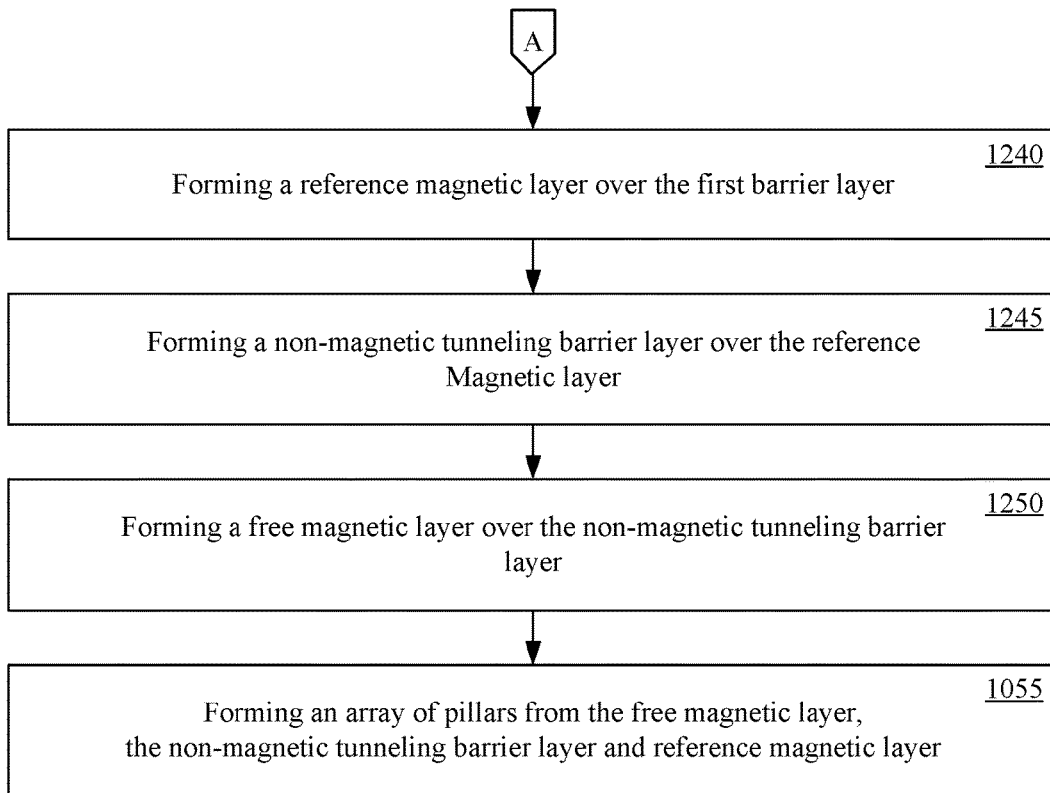 A
1240
Forming a reference magnetic layer over the first barrier layer
1245
Forming a non-magnetic tunneling barrier layer over the reference
Magnetic layer
1250
Forming a free magnetic layer over the non-magnetic tunneling barrier
layer
1055
Forming an array of pillars from the free magnetic layer,
the non-magnetic tunneling barrier layer and reference magnetic layer